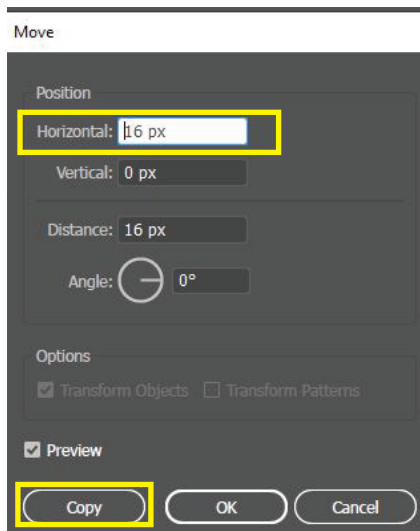 Move
Position
Horizontal: 16 px
Vertical: 0 px
Distance: 16 px
Angle: 0°
Options
Transform Objects Transform Patterns
Preview
Copy OK Cancel